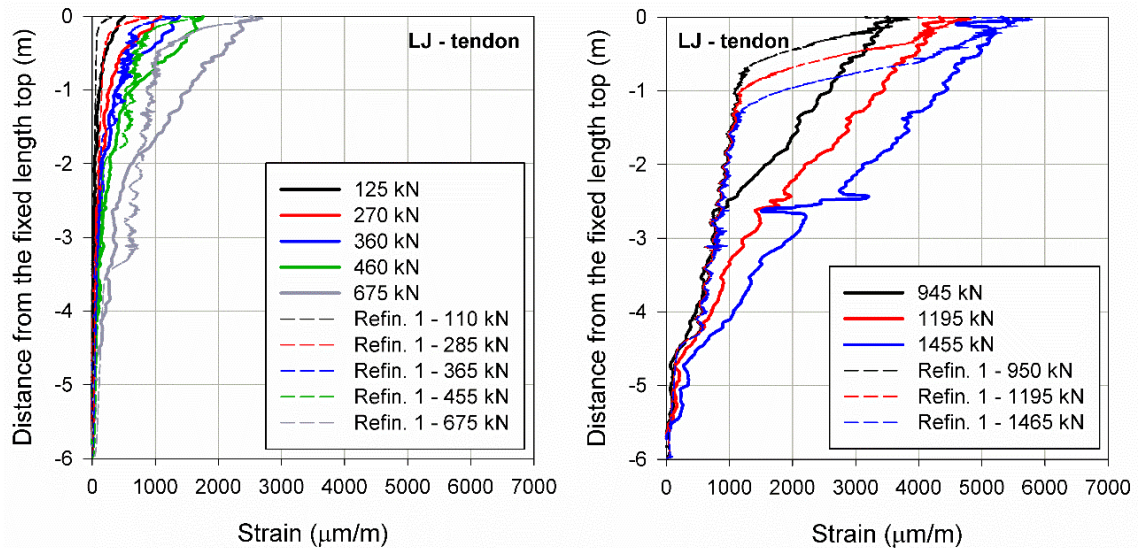 LJ - tendon
Distance from the fixed length top (m)
0
-1
-2
-3
-4
-5
-6
125 kN
270 kN
360 kN
460 kN
675 kN
Refin. 1 - 110 kN
Refin. 1 - 285 kN
Refin. 1 - 365 kN
Refin. 1 - 455 kN
Refin. 1 - 675 kN
0 1000 2000 3000 4000 5000 6000 7000
Strain (μm/m)
LJ - tendon
Distance from the fixed length top (m)
0
-1
-2
-3
-4
-5
-6
945 kN
1195 kN
1455 kN
Refin. 1 - 950 kN
Refin. 1 - 1195 kN
Refin. 1 - 1465 kN
0 1000 2000 3000 4000 5000 6000 7000
Strain (μm/m)